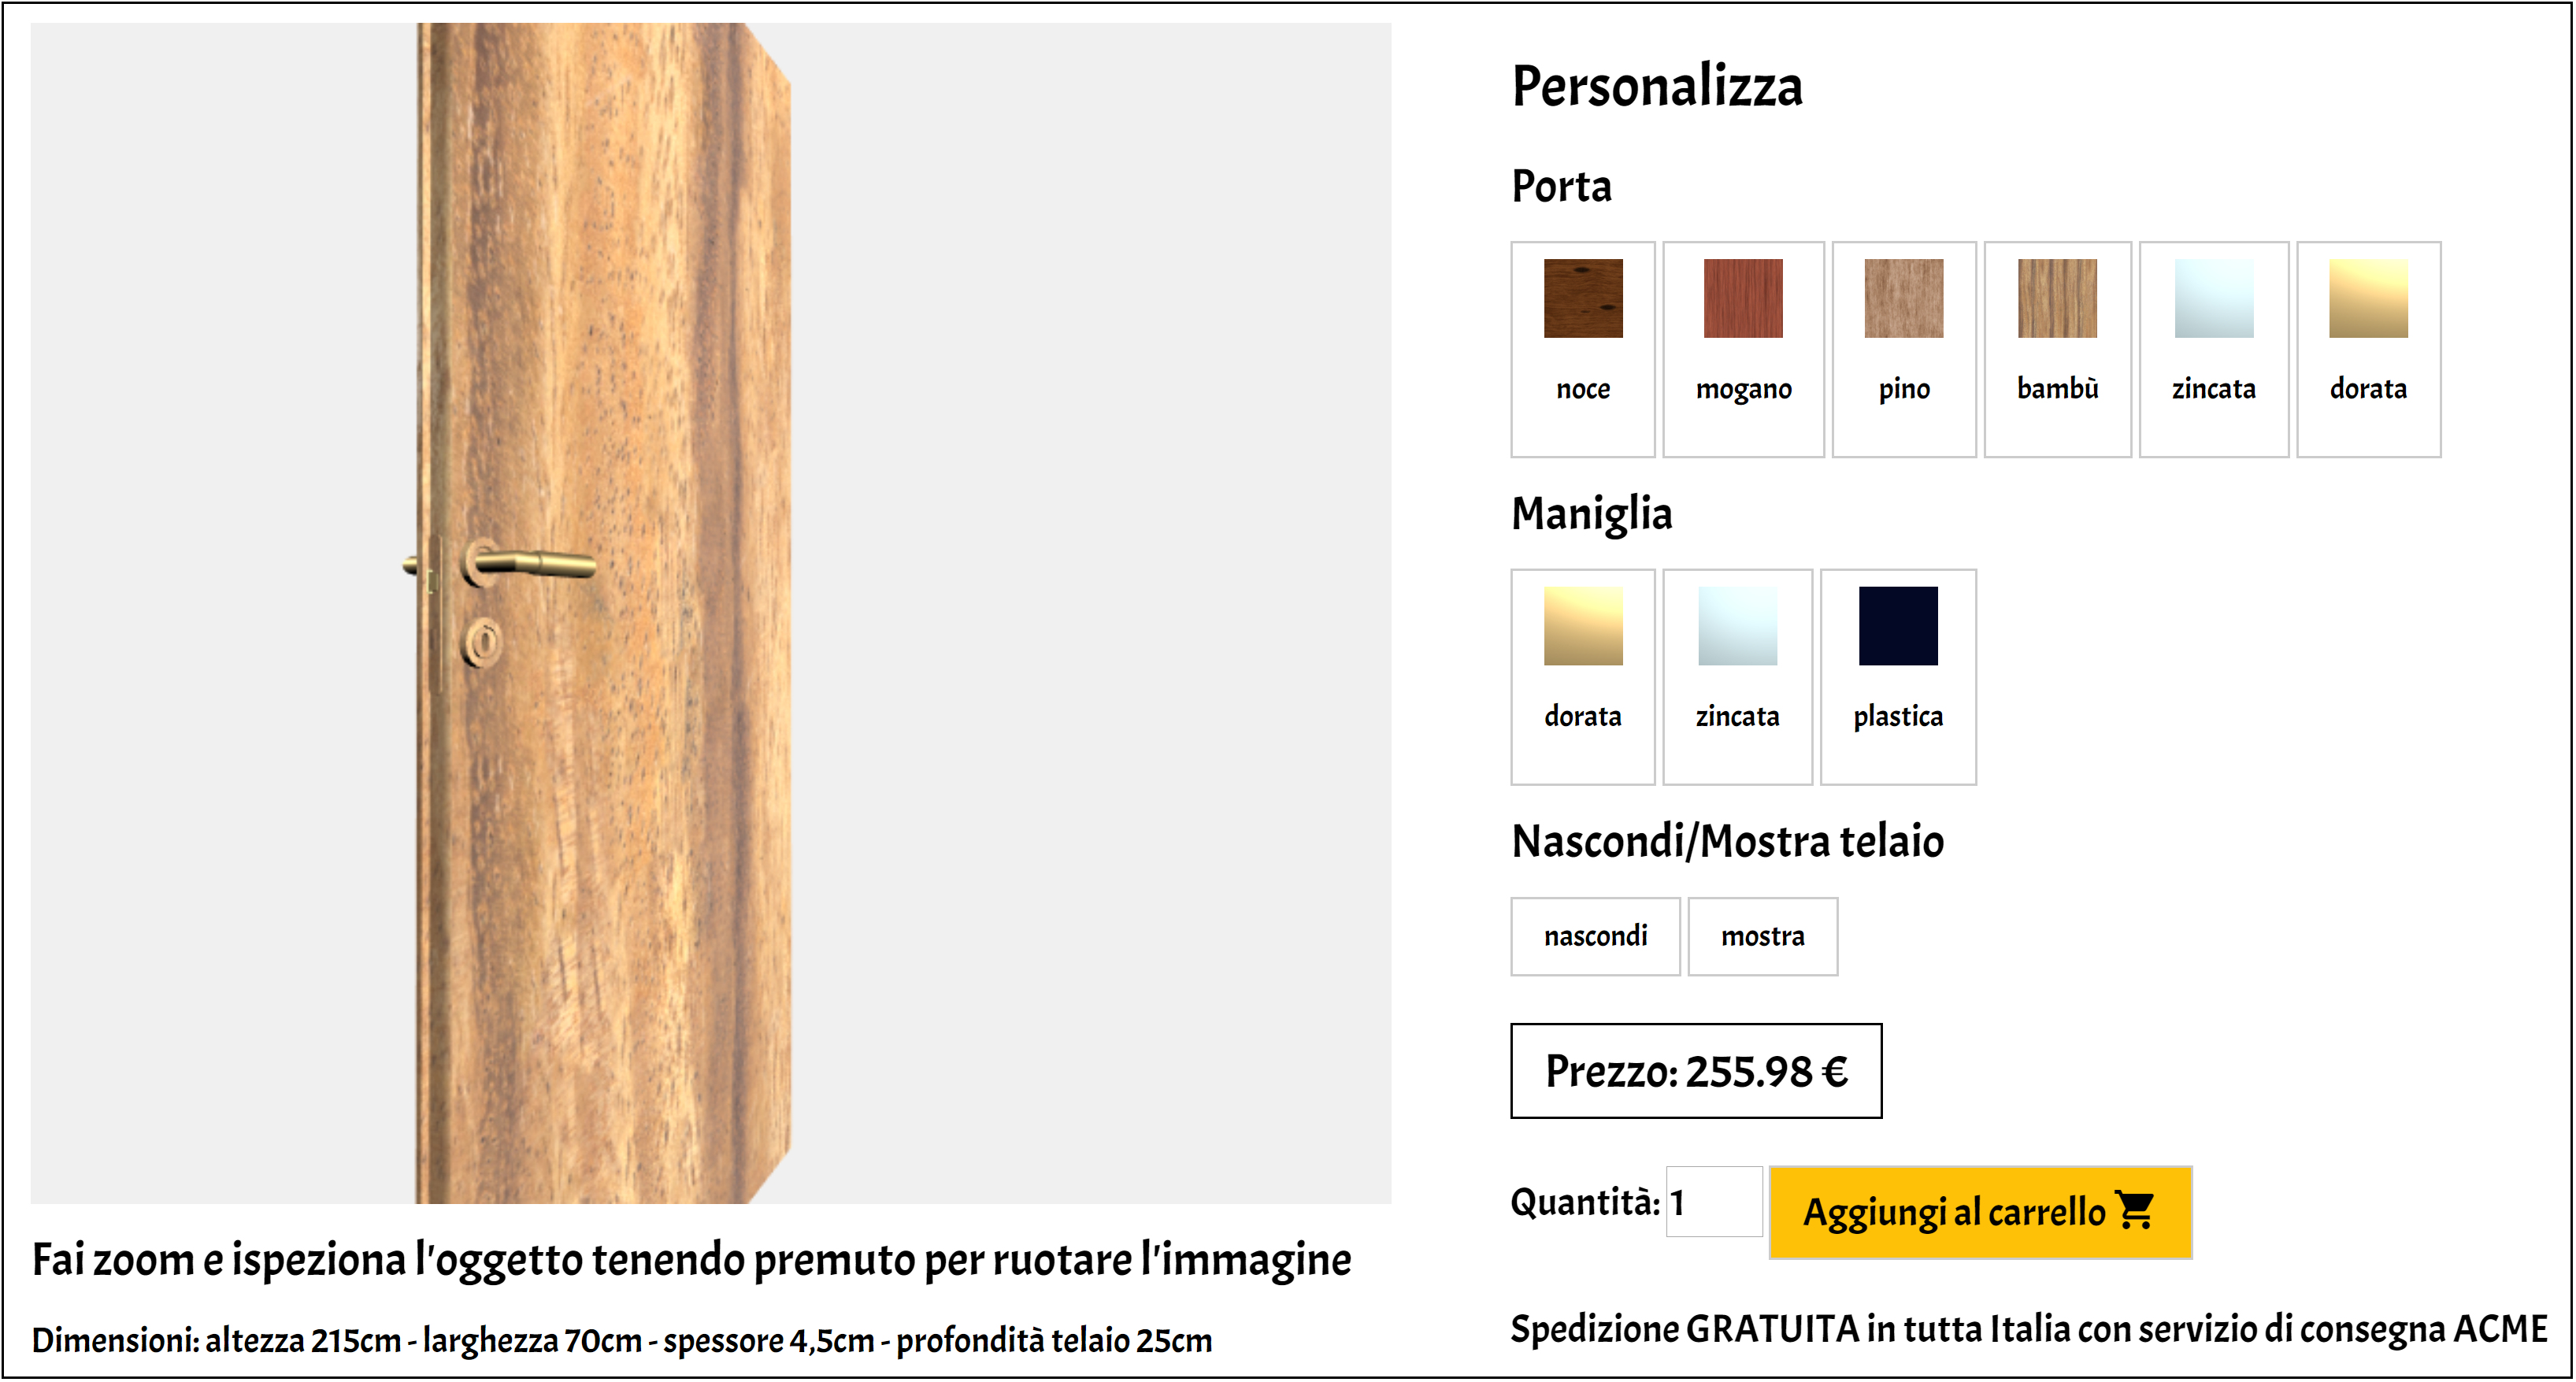 Personalizza
Porta
noce mogano pino bambù zincata dorata
Maniglia
dorata zincata plastica
Nascondi/Mostra telaio
nascondi mostra
Prezzo: 255.98 €
Quantità: 1 Aggiungi al carrello
Spedizione GRATUITA in tutta Italia con servizio di consegna ACME
Fai zoom e ispeziona l'oggetto tenendo premuto per ruotare l'immagine
Dimensioni: altezza 215cm - larghezza 70cm - spessore 4,5cm - profondità telaio 25cm